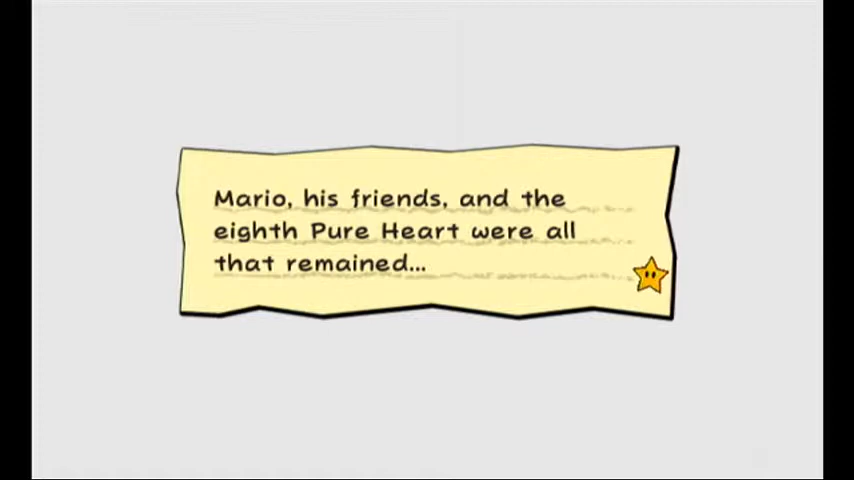 Mario, his friends, and the
eighth Pure Heart were all
that remained...